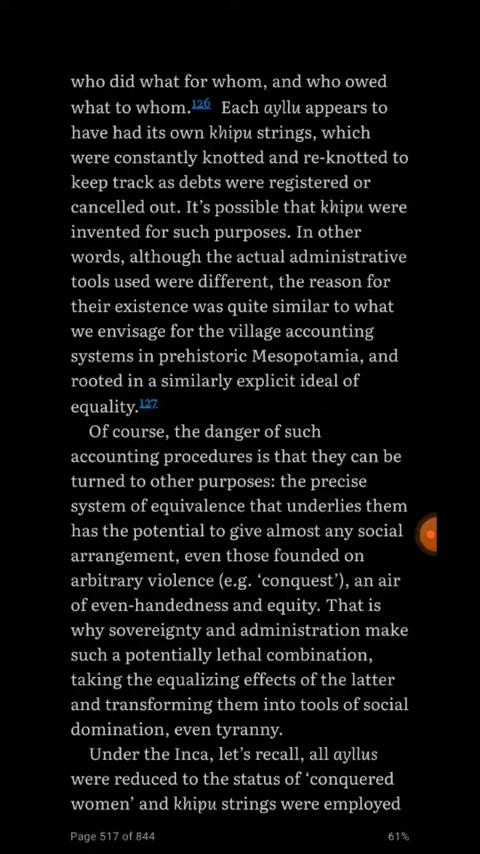 who did what for whom, and who owed
what to whom.126 Each ayllu appears to
have had its own khipu strings, which
were constantly knotted and re-knotted to
keep track as debts were registered or
cancelled out. It’s possible that khipu were
invented for such purposes. In other
words, although the actual administrative
tools used were different, the reason for
their existence was quite similar to what
we envisage for the village accounting
systems in prehistoric Mesopotamia, and
rooted in a similarly explicit ideal of
equality.127
Of course, the danger of such
accounting procedures is that they can be
turned to other purposes: the precise
system of equivalence that underlies them
has the potential to give almost any social
arrangement, even those founded on
arbitrary violence (e.g. ‘conquest’), an air
of even-handedness and equity. That is
why sovereignty and administration make
such a potentially lethal combination,
taking the equalizing effects of the latter
and transforming them into tools of social
domination, even tyranny.
Under the Inca, let’s recall, all ayllus
were reduced to the status of ‘conquered
women’ and khipu strings were employed
Page 517 of 844
61%